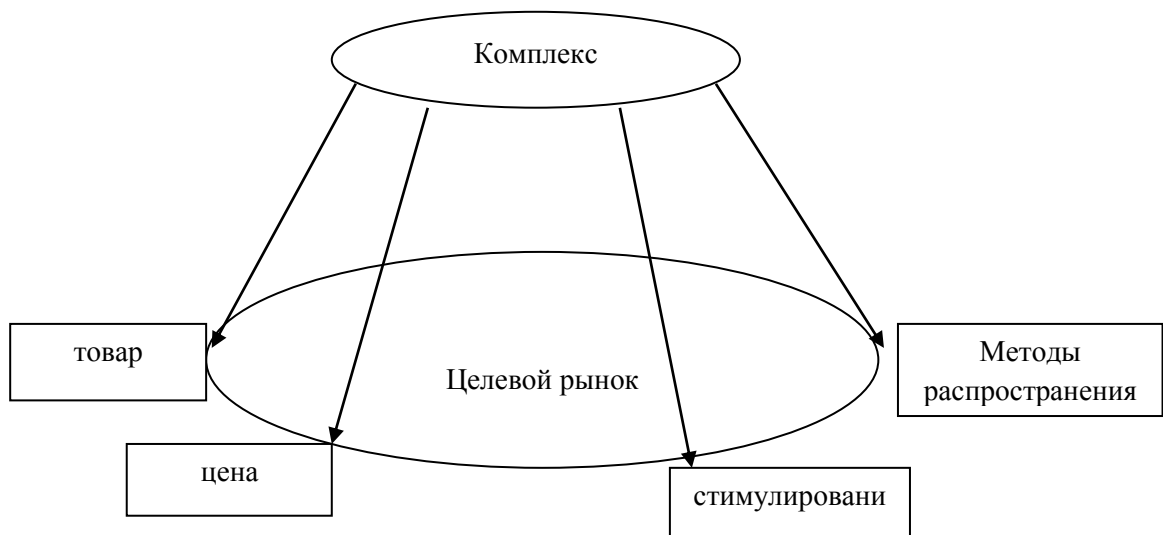 Комплекс
товар
Целевой рынок
Методы
распространения
цена
стимулировани